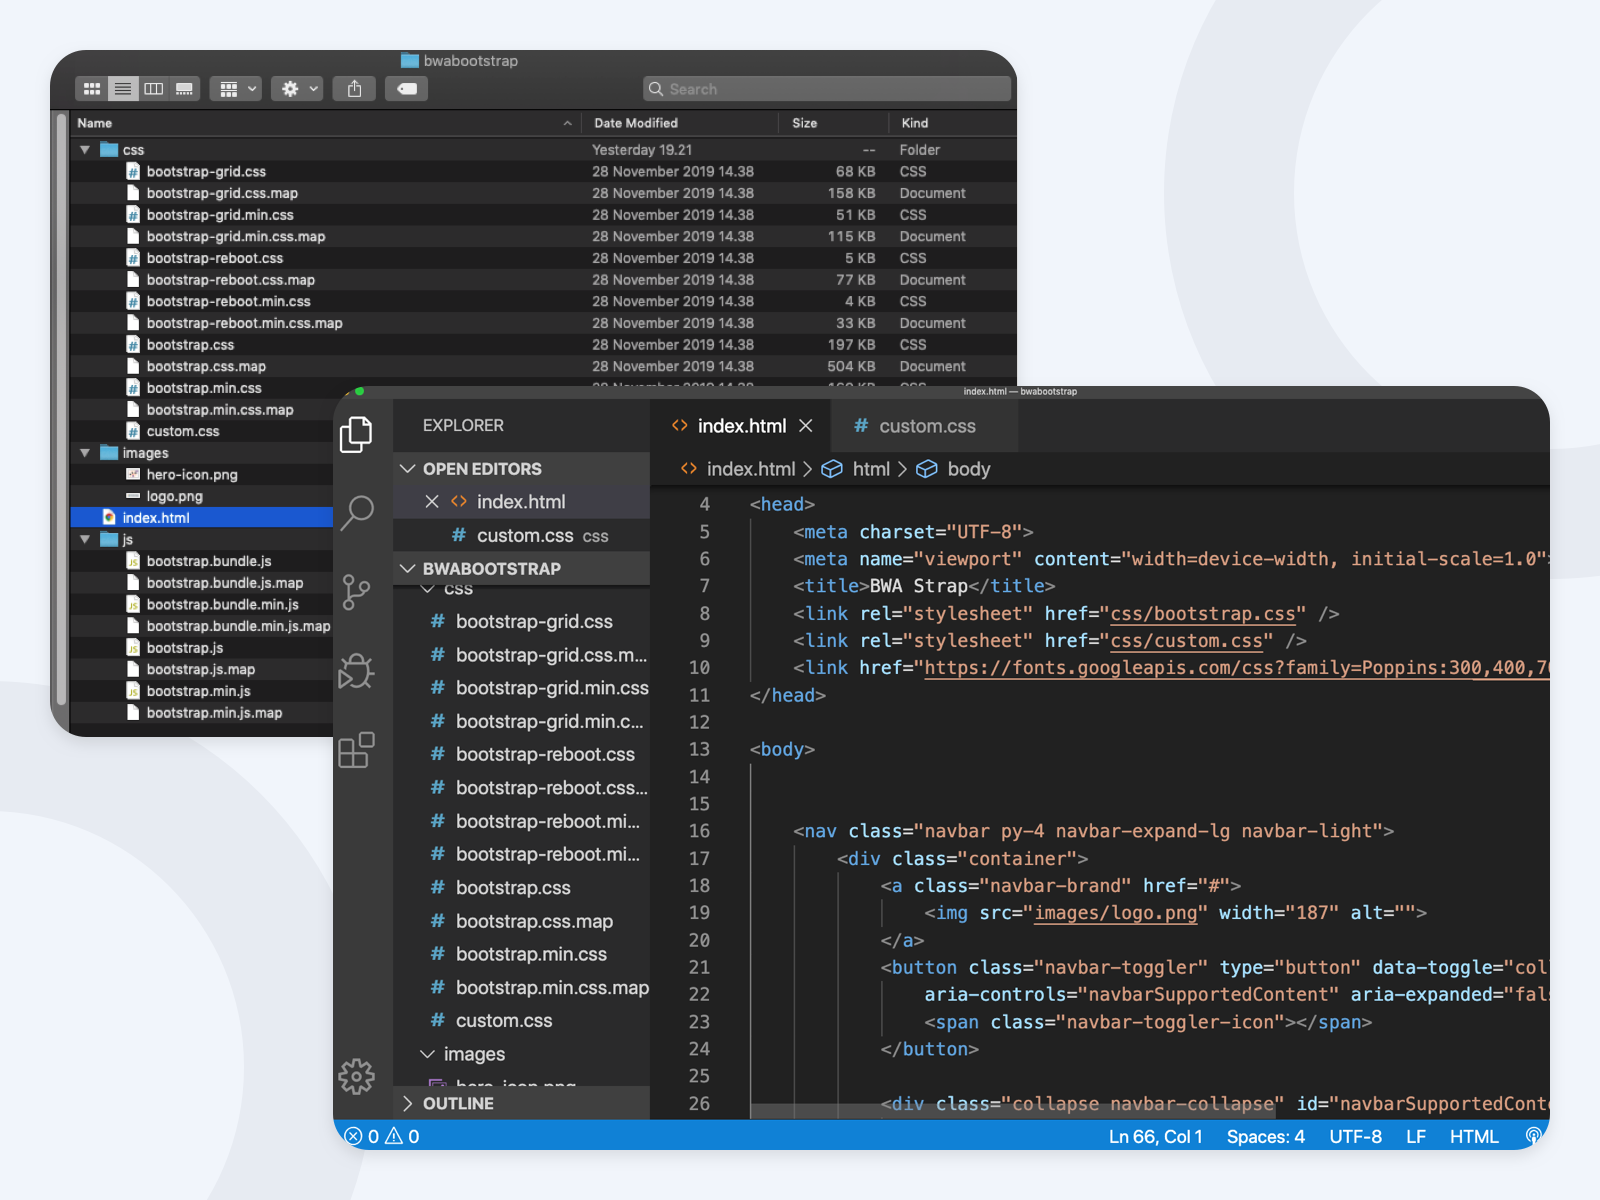 bwabootstrap
Search
Name Date Modified Size Kind
css Yesterday 19.21 -- Folder
bootstrap-grid.css 28 November 2019 14.38 68 KB CSS
bootstrap-grid.css.map 28 November 2019 14.38 158 KB Document
bootstrap-grid.min.css 28 November 2019 14.38 51 KB CSS
bootstrap-grid.min.css.map 28 November 2019 14.38 115 KB Document
bootstrap-reboot.css 28 November 2019 14.38 5 KB CSS
bootstrap-reboot.css.map 28 November 2019 14.38 77 KB Document
bootstrap-reboot.min.css 28 November 2019 14.38 4 KB CSS
bootstrap-reboot.min.css.map 28 November 2019 14.38 33 KB Document
bootstrap.css 28 November 2019 14.38 197 KB CSS
bootstrap.css.map 28 November 2019 14.38 504 KB Document
bootstrap.min.css
bootstrap.min.css.map
custom.css
images
hero-icon.png
logo.png
index.html
js
bootstrap.bundle.js
bootstrap.bundle.js.map
bootstrap.bundle.min.js
bootstrap.bundle.min.js.map
bootstrap.js
bootstrap.js.map
bootstrap.min.js
bootstrap.min.js.map
index.html — bwabootstrap
EXPLORER
OPEN EDITORS
index.html
# custom.css css
BWABOOTSTRAP
css
# bootstrap-grid.css
# bootstrap-grid.css.m...
# bootstrap-grid.min.css
# bootstrap-grid.min.c...
# bootstrap-reboot.css
# bootstrap-reboot.css...
# bootstrap-reboot.mi...
# bootstrap-reboot.mi...
# bootstrap.css
# bootstrap.css.map
# bootstrap.min.css
# bootstrap.min.css.map
# custom.css
images
hero-icon.png
OUTLINE
<> index.html # custom.css
<> index.html > html > body
4 <head>
5 <meta charset="UTF-8">
6 <meta name="viewport" content="width=device-width, initial-scale=1.0">
7 <title>BWA Strap</title>
8 <link rel="stylesheet" href="css/bootstrap.css" />
9 <link rel="stylesheet" href="css/custom.css" />
10 <link href="https://fonts.googleapis.com/css?family=Poppins:300,400,70
11 </head>
12
13 <body>
14
15
16 <nav class="navbar py-4 navbar-expand-lg navbar-light">
17 <div class="container">
18 <a class="navbar-brand" href="#">
19 <img src="images/logo.png" width="187" alt="">
20 </a>
21 <button class="navbar-toggler" type="button" data-toggle="col
22 aria-controls="navbarSupportedContent" aria-expanded="fals
23 <span class="navbar-toggler-icon"></span>
24 </button>
25
26 <div class="collapse navbar-collapse" id="navbarSupportedConte
0 0 Ln 66, Col 1 Spaces: 4 UTF-8 LF HTML